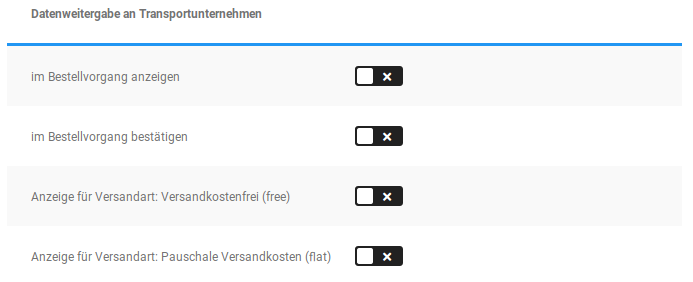 Datenweitergabe an Transportunternehmen
im Bestellvorgang anzeigen
im Bestellvorgang bestätigen
Anzeige für Versandart: Versandkostenfrei (free)
Anzeige für Versandart: Pauschale Versandkosten (flat)